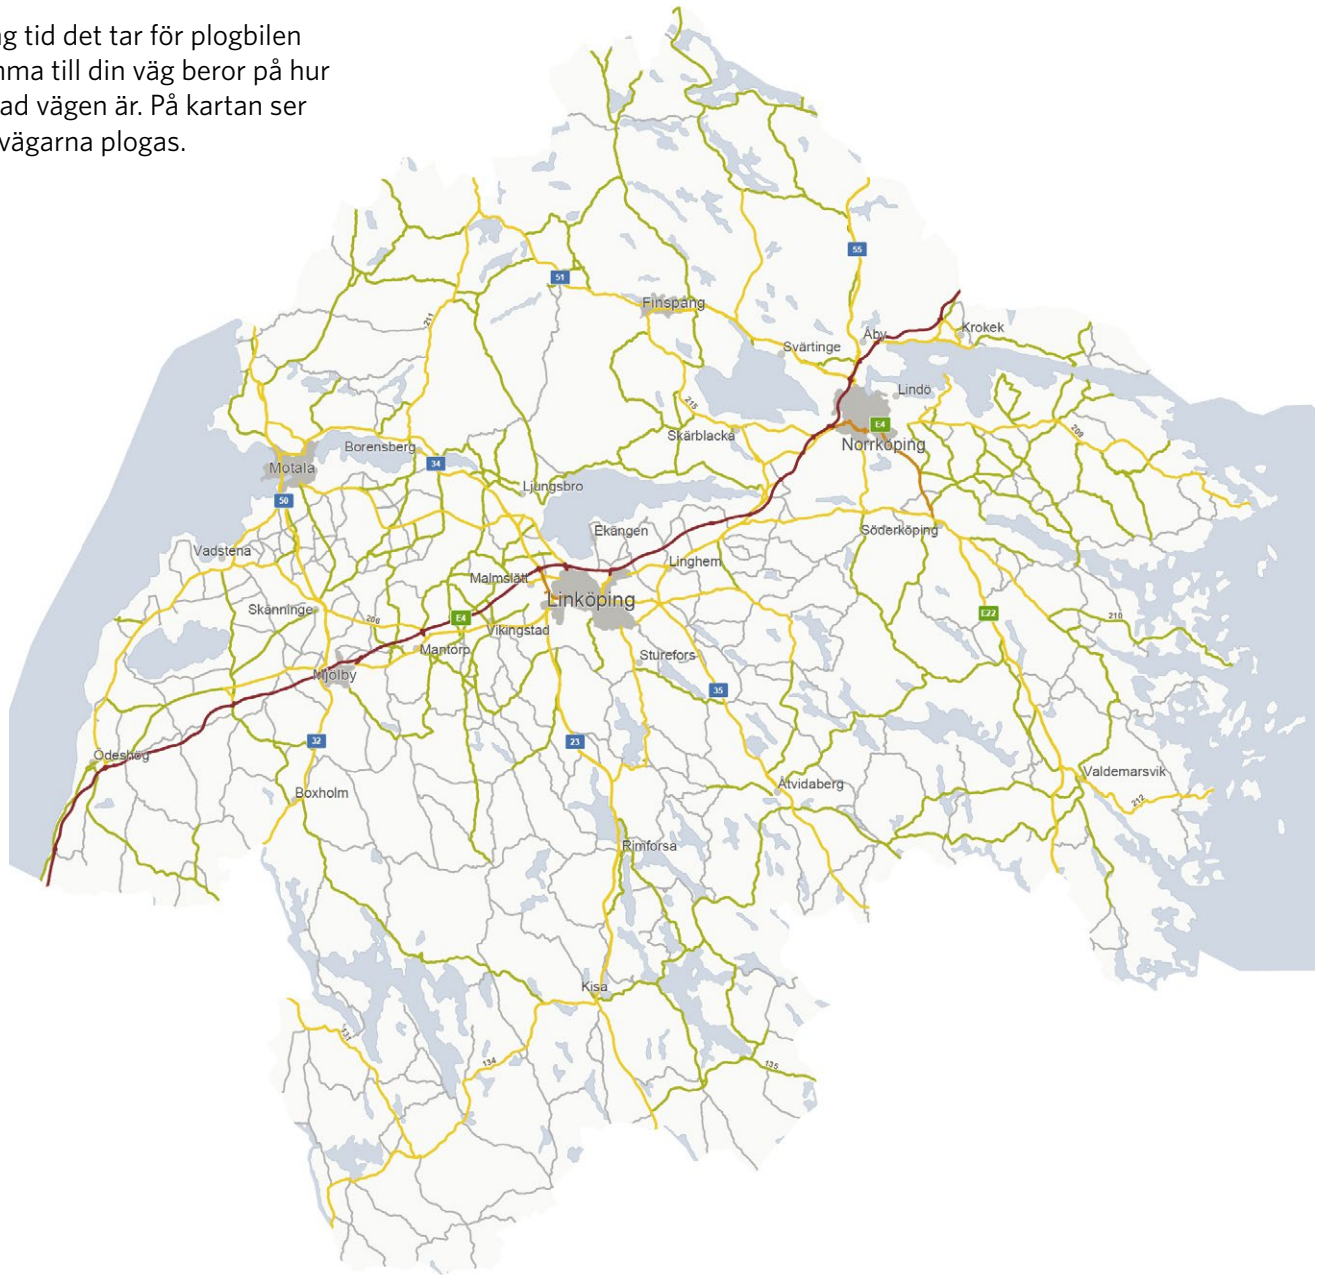 g tid det tar för plogbilen
nma till din väg beror på hur
ad vägen är. På kartan ser
vägarna plogas.
55
51
Finspång
211
Åby
Krokek
Svärtinge
Lindö
215
E4
209
Skärblacka
Norrköping
Borensberg
34
Motala
Ljungsbro
50
Ekängen
Söderköping
Vadstena
Linghem
Malmslätt
Linköping
Skänninge
206
E4
E22
210
Vikingstad
Mantorp
Sturefors
Mjölby
35
32
23
Ödeshög
Valdemarsvik
Åtvidaberg
Boxholm
212
Rimforsa
Kisa
131
134
135